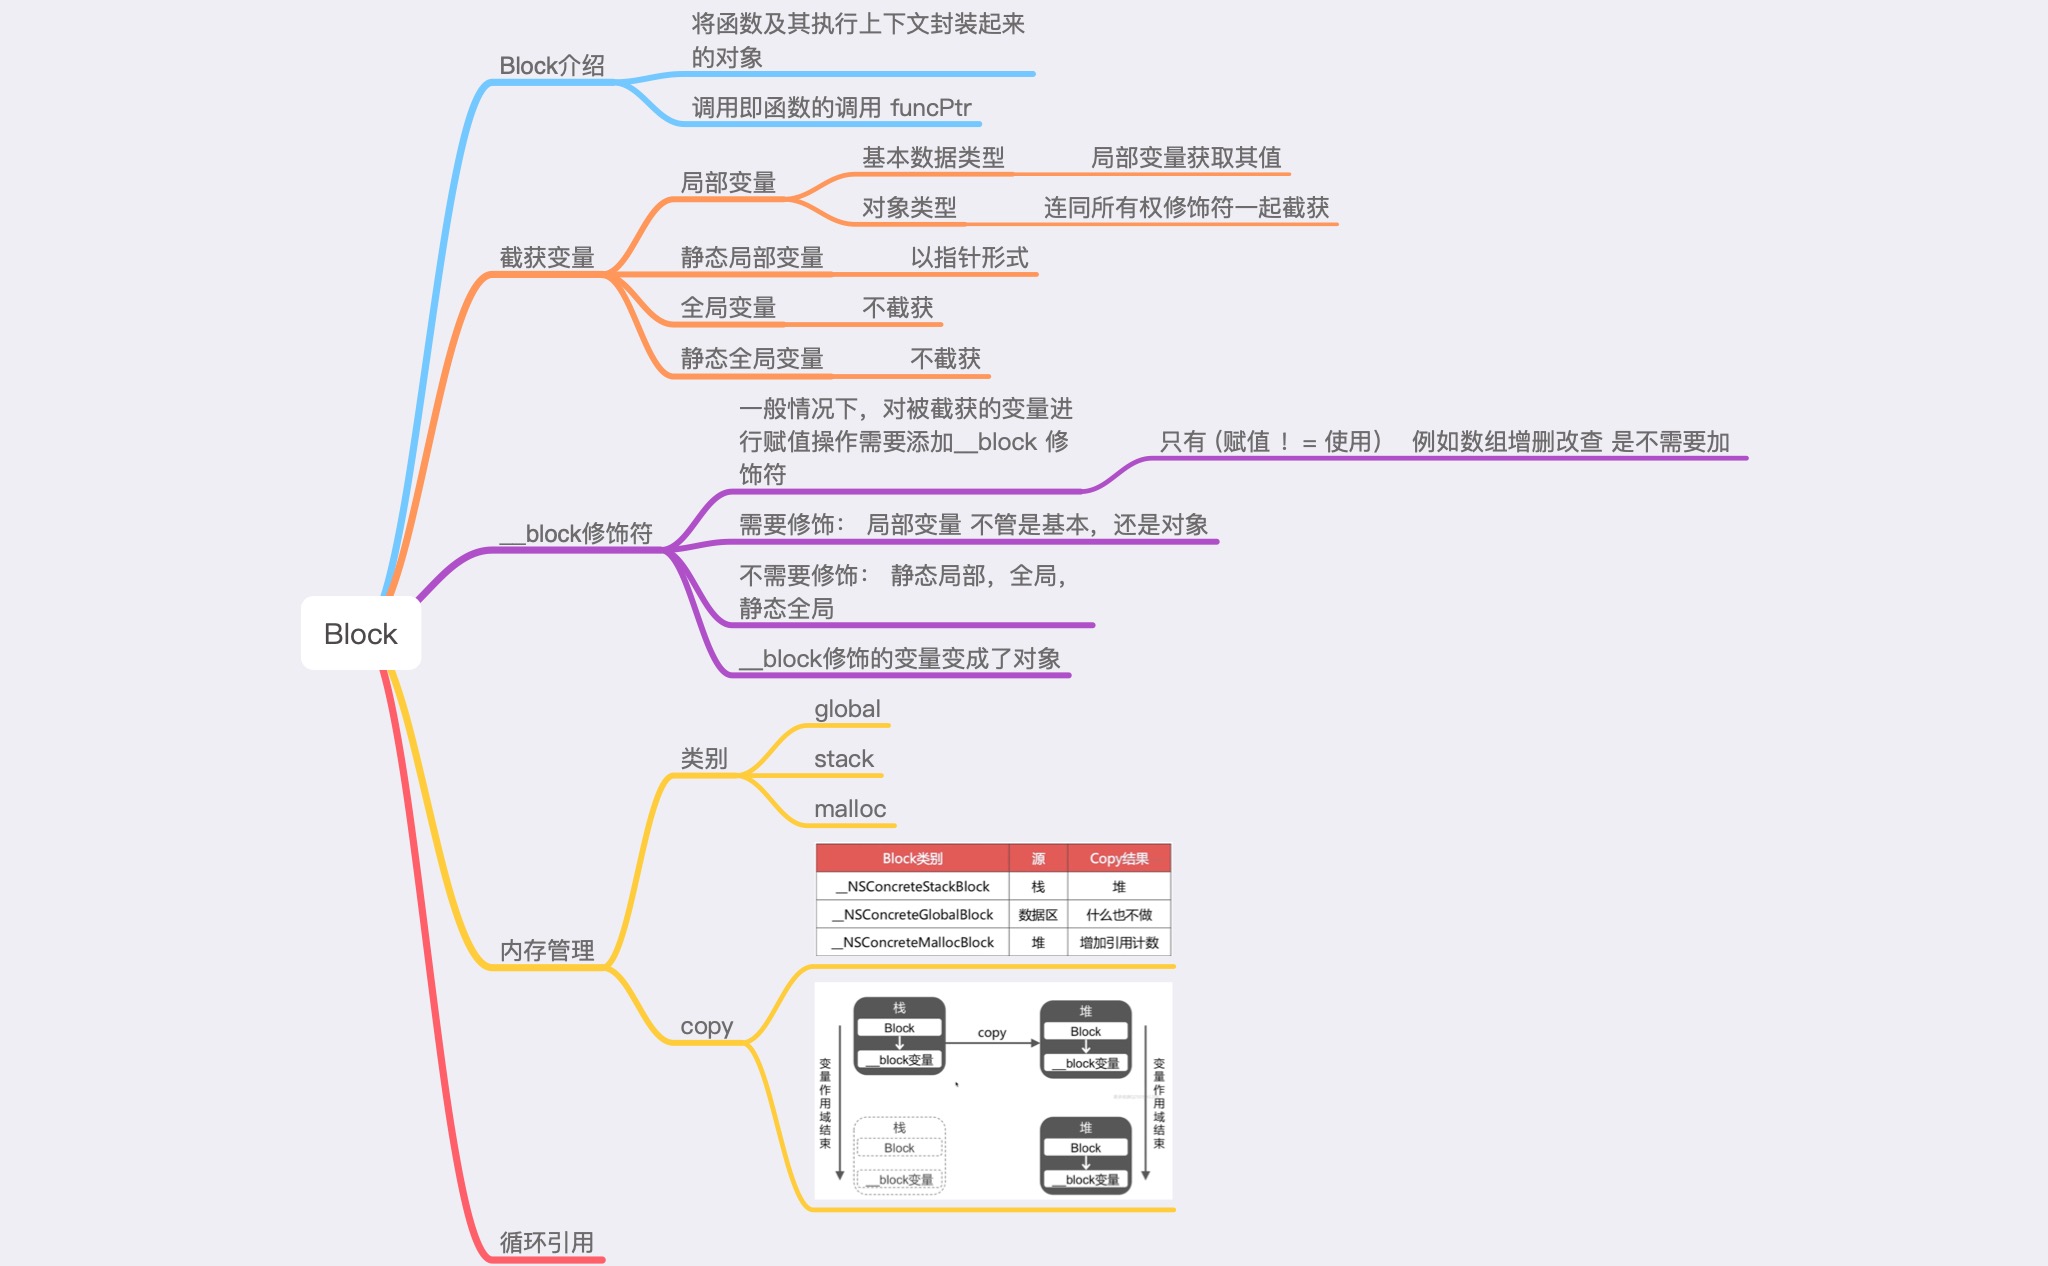 将函数及其执行上下文封装起来
的对象
Block介绍
调用即函数的调用 funcPtr
基本数据类型
局部变量获取其值
局部变量
对象类型
连同所有权修饰符一起截获
截获变量
静态局部变量
以指针形式
全局变量
不截获
静态全局变量
不截获
一般情况下，对被截获的变量进
行赋值操作需要添加__block 修
饰符
只有 (赋值 ！= 使用） 例如数组增删改查 是不需要加
需要修饰： 局部变量 不管是基本，还是对象
__block修饰符
不需要修饰： 静态局部，全局，
静态全局
Block
__block修饰的变量变成了对象
global
类别
stack
malloc
Block类别 源 Copy结果
__NSConcreteStackBlock 栈 堆
__NSConcreteGlobalBlock 数据区 什么也不做
__NSConcreteMallocBlock 堆 增加引用计数
内存管理
copy
栈
Block
__block变量
copy
堆
Block
__block变量
变量作用域结束
变量作用域结束
栈
Block
__block变量
堆
Block
__block变量
循环引用